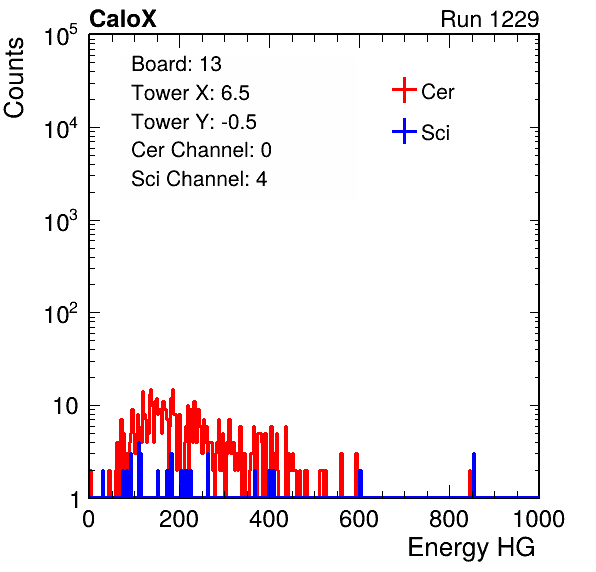 CaloX Run 1229
Counts
Board: 13
Tower X: 6.5
Tower Y: -0.5
Cer Channel: 0
Sci Channel: 4
Cer
Sci
10^5
10^4
10^3
10^2
10
1
0 200 400 600 800 1000
Energy HG